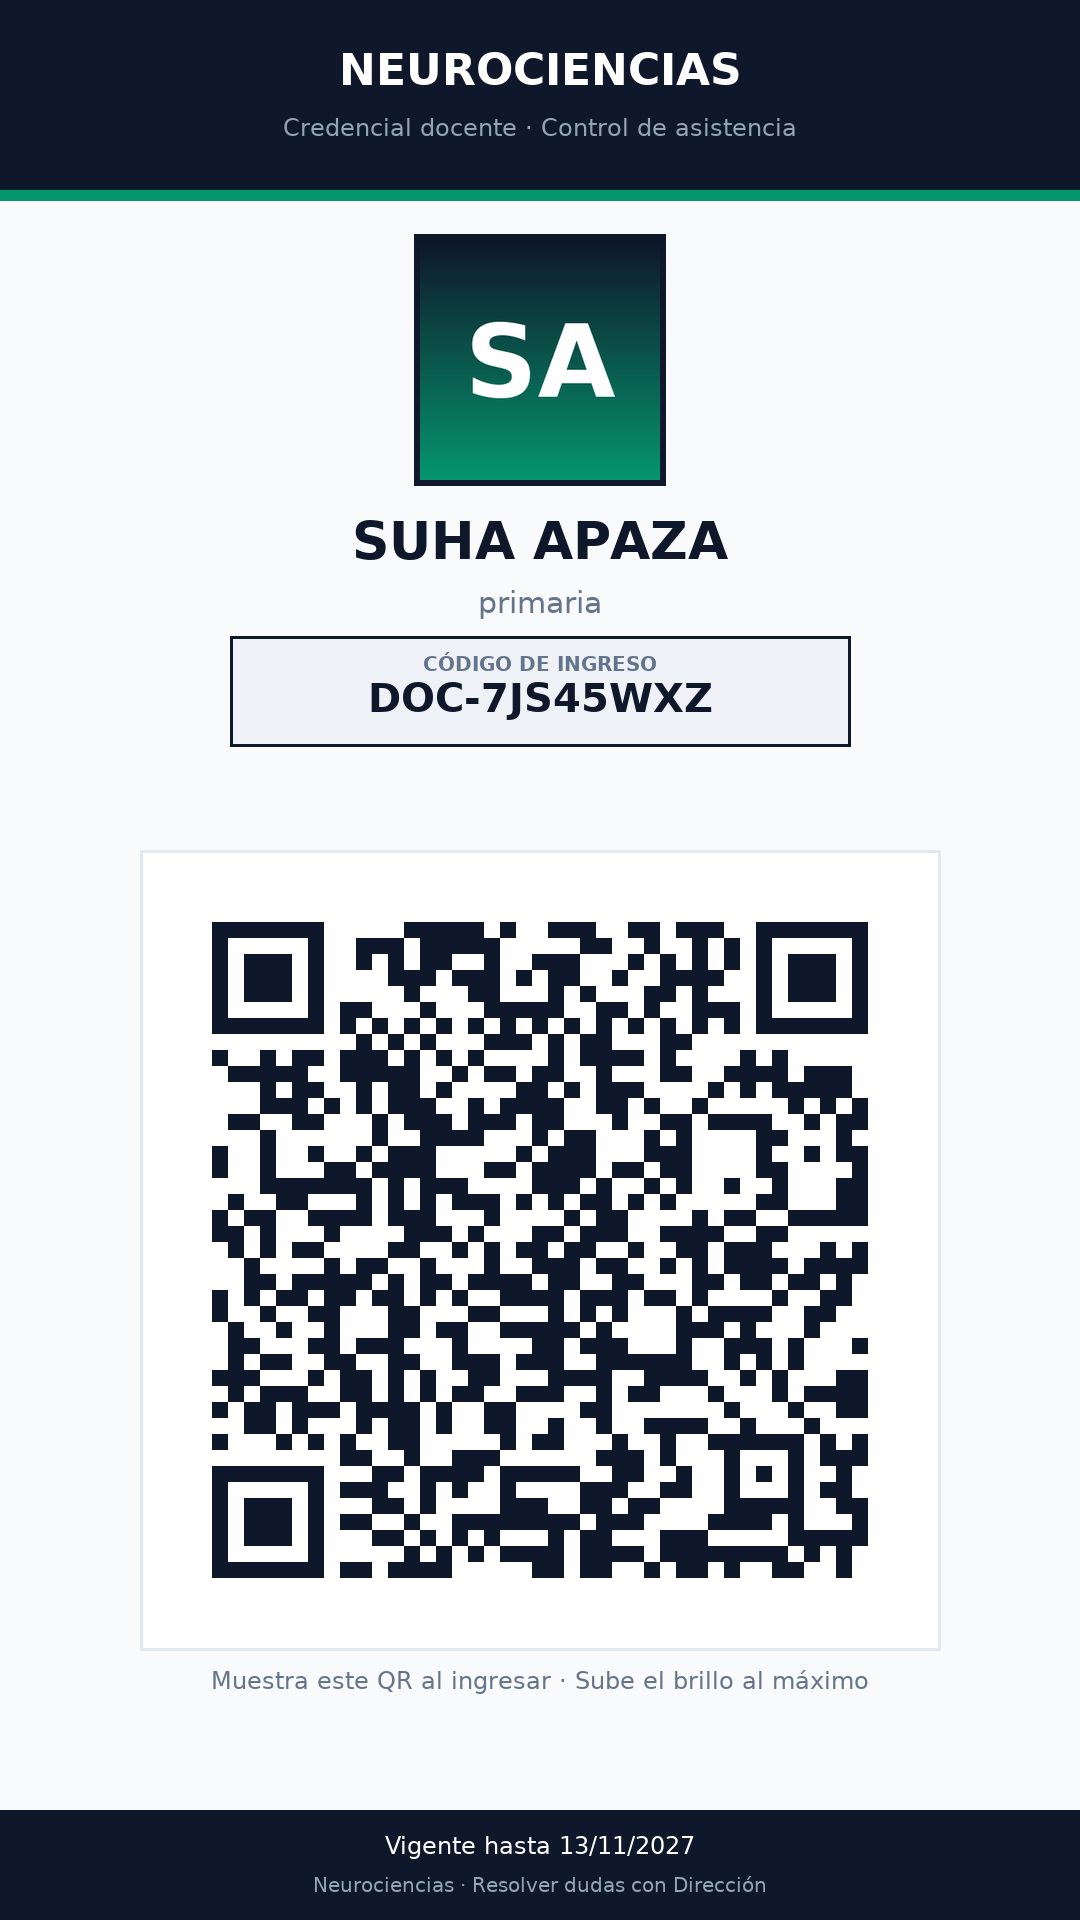 NEUROCIENCIAS
Credencial docente · Control de asistencia
SA
SUHA APAZA
primaria
CÓDIGO DE INGRESO
DOC-7JS45WXZ
Muestra este QR al ingresar · Sube el brillo al máximo
Vigente hasta 13/11/2027
Neurociencias · Resolver dudas con Dirección